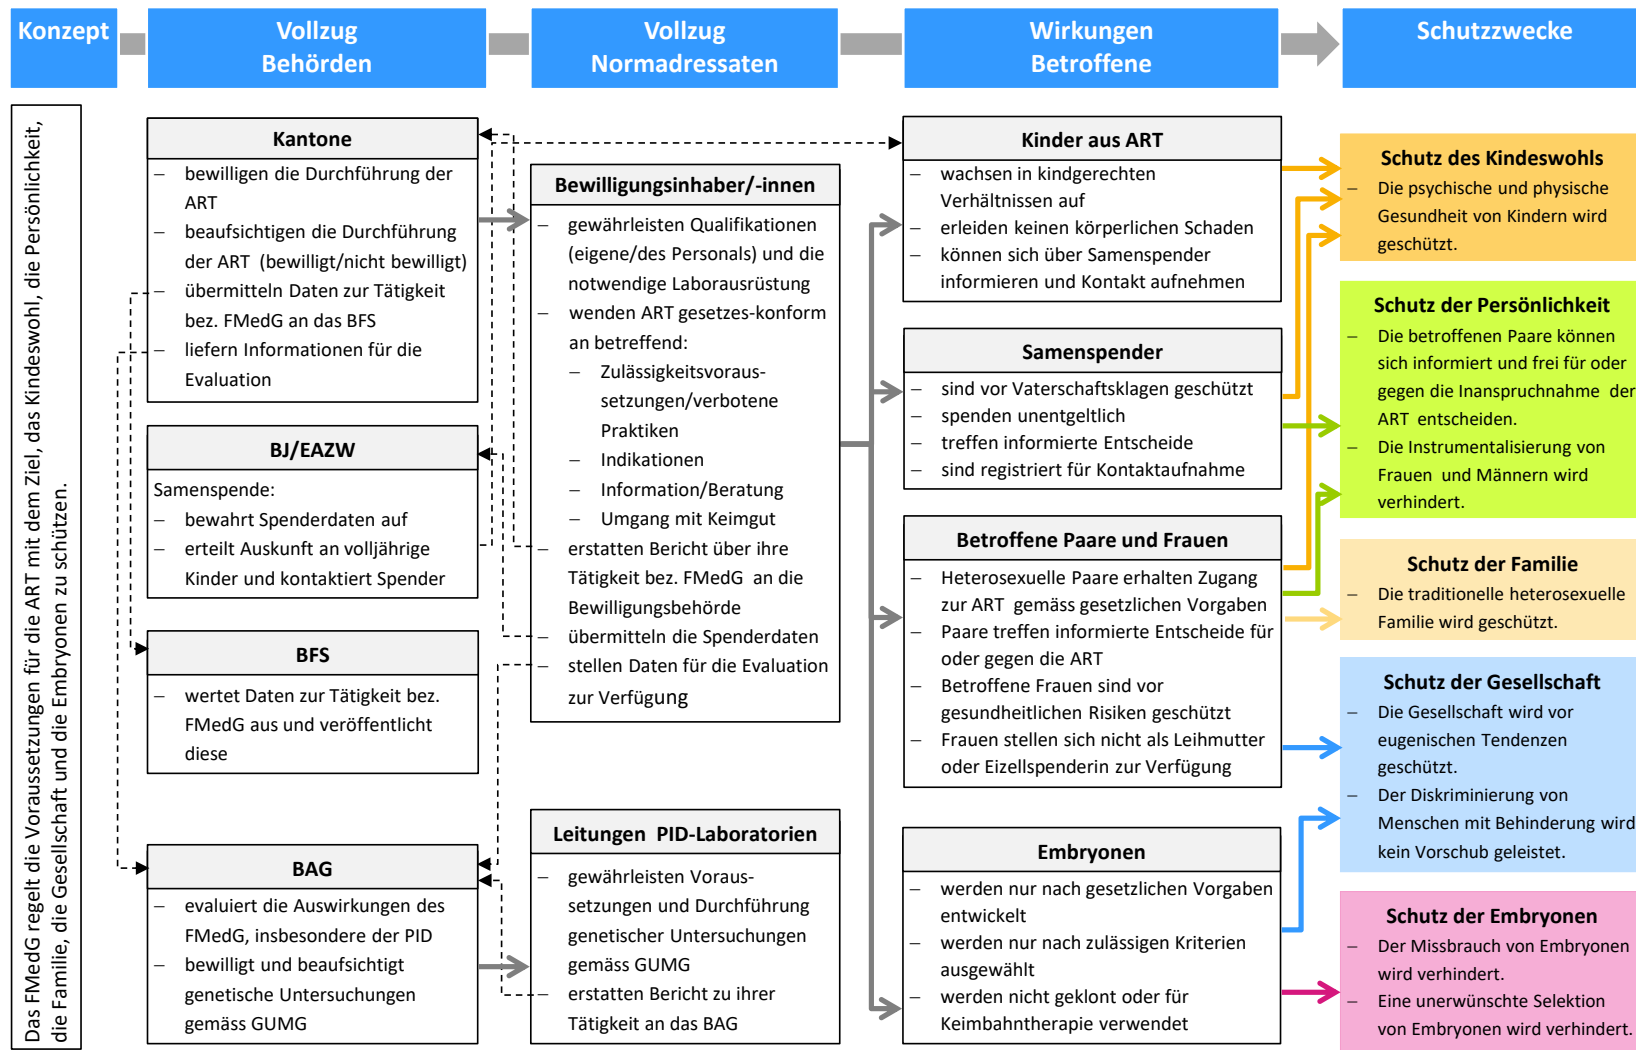 Konzept
Vollzug
Behörden
Vollzug
Normadressaten
Wirkungen
Betroffene
Schutzzwecke
Das FMedG regelt die Voraussetzungen für die ART mit dem Ziel, das Kindeswohl, die Persönlichkeit,
die Familie, die Gesellschaft und die Embryonen zu schützen.
Kantone
– bewilligen die Durchführung der
ART
– beaufsichtigen die Durchführung
der ART (bewilligt/nicht bewilligt)
– übermitteln Daten zur Tätigkeit
bez. FMedG an das BFS
– liefern Informationen für die
Evaluation
BJ/EAZW
Samenspende:
– bewahrt Spenderdaten auf
– erteilt Auskunft an volljährige
Kinder und kontaktiert Spender
BFS
– wertet Daten zur Tätigkeit bez.
FMedG aus und veröffentlicht
diese
BAG
– evaluiert die Auswirkungen des
FMedG, insbesondere der PID
– bewilligt und beaufsichtigt
genetische Untersuchungen
gemäss GUMG
Bewilligungsinhaber/-innen
– gewährleisten Qualifikationen
(eigene/des Personals) und die
notwendige Laborausrüstung
– wenden ART gesetzes-konform
an betreffend:
– Zulässigkeitsvoraus-
setzungen/verbotene
Praktiken
– Indikationen
– Information/Beratung
– Umgang mit Keimgut
– erstatten Bericht über ihre
Tätigkeit bez. FMedG an die
Bewilligungsbehörde
– übermitteln die Spenderdaten
– stellen Daten für die Evaluation
zur Verfügung
Leitungen PID-Laboratorien
– gewährleisten Voraus-
setzungen und Durchführung
genetischer Untersuchungen
gemäss GUMG
– erstatten Bericht zu ihrer
Tätigkeit an das BAG
Kinder aus ART
– wachsen in kindgerechten
Verhältnissen auf
– erleiden keinen körperlichen Schaden
– können sich über Samenspender
informieren und Kontakt aufnehmen
Samenspender
– sind vor Vaterschaftsklagen geschützt
– spenden unentgeltlich
– treffen informierte Entscheide
– sind registriert für Kontaktaufnahme
Betroffene Paare und Frauen
– Heterosexuelle Paare erhalten Zugang
zur ART gemäss gesetzlichen Vorgaben
– Paare treffen informierte Entscheide für
oder gegen die ART
– Betroffene Frauen sind vor
gesundheitlichen Risiken geschützt
– Frauen stellen sich nicht als Leihmutter
oder Eizellspenderin zur Verfügung
Embryonen
– werden nur nach gesetzlichen Vorgaben
entwickelt
– werden nur nach zulässigen Kriterien
ausgewählt
– werden nicht geklont oder für
Keimbahntherapie verwendet
Schutz des Kindeswohls
– Die psychische und physische
Gesundheit von Kindern wird
geschützt.
Schutz der Persönlichkeit
– Die betroffenen Paare können
sich informiert und frei für oder
gegen die Inanspruchnahme der
ART entscheiden.
– Die Instrumentalisierung von
Frauen und Männern wird
verhindert.
Schutz der Familie
– Die traditionelle heterosexuelle
Familie wird geschützt.
Schutz der Gesellschaft
– Die Gesellschaft wird vor
eugenischen Tendenzen
geschützt.
– Der Diskriminierung von
Menschen mit Behinderung wird
kein Vorschub geleistet.
Schutz der Embryonen
– Der Missbrauch von Embryonen
wird verhindert.
– Eine unerwünschte Selektion
von Embryonen wird verhindert.